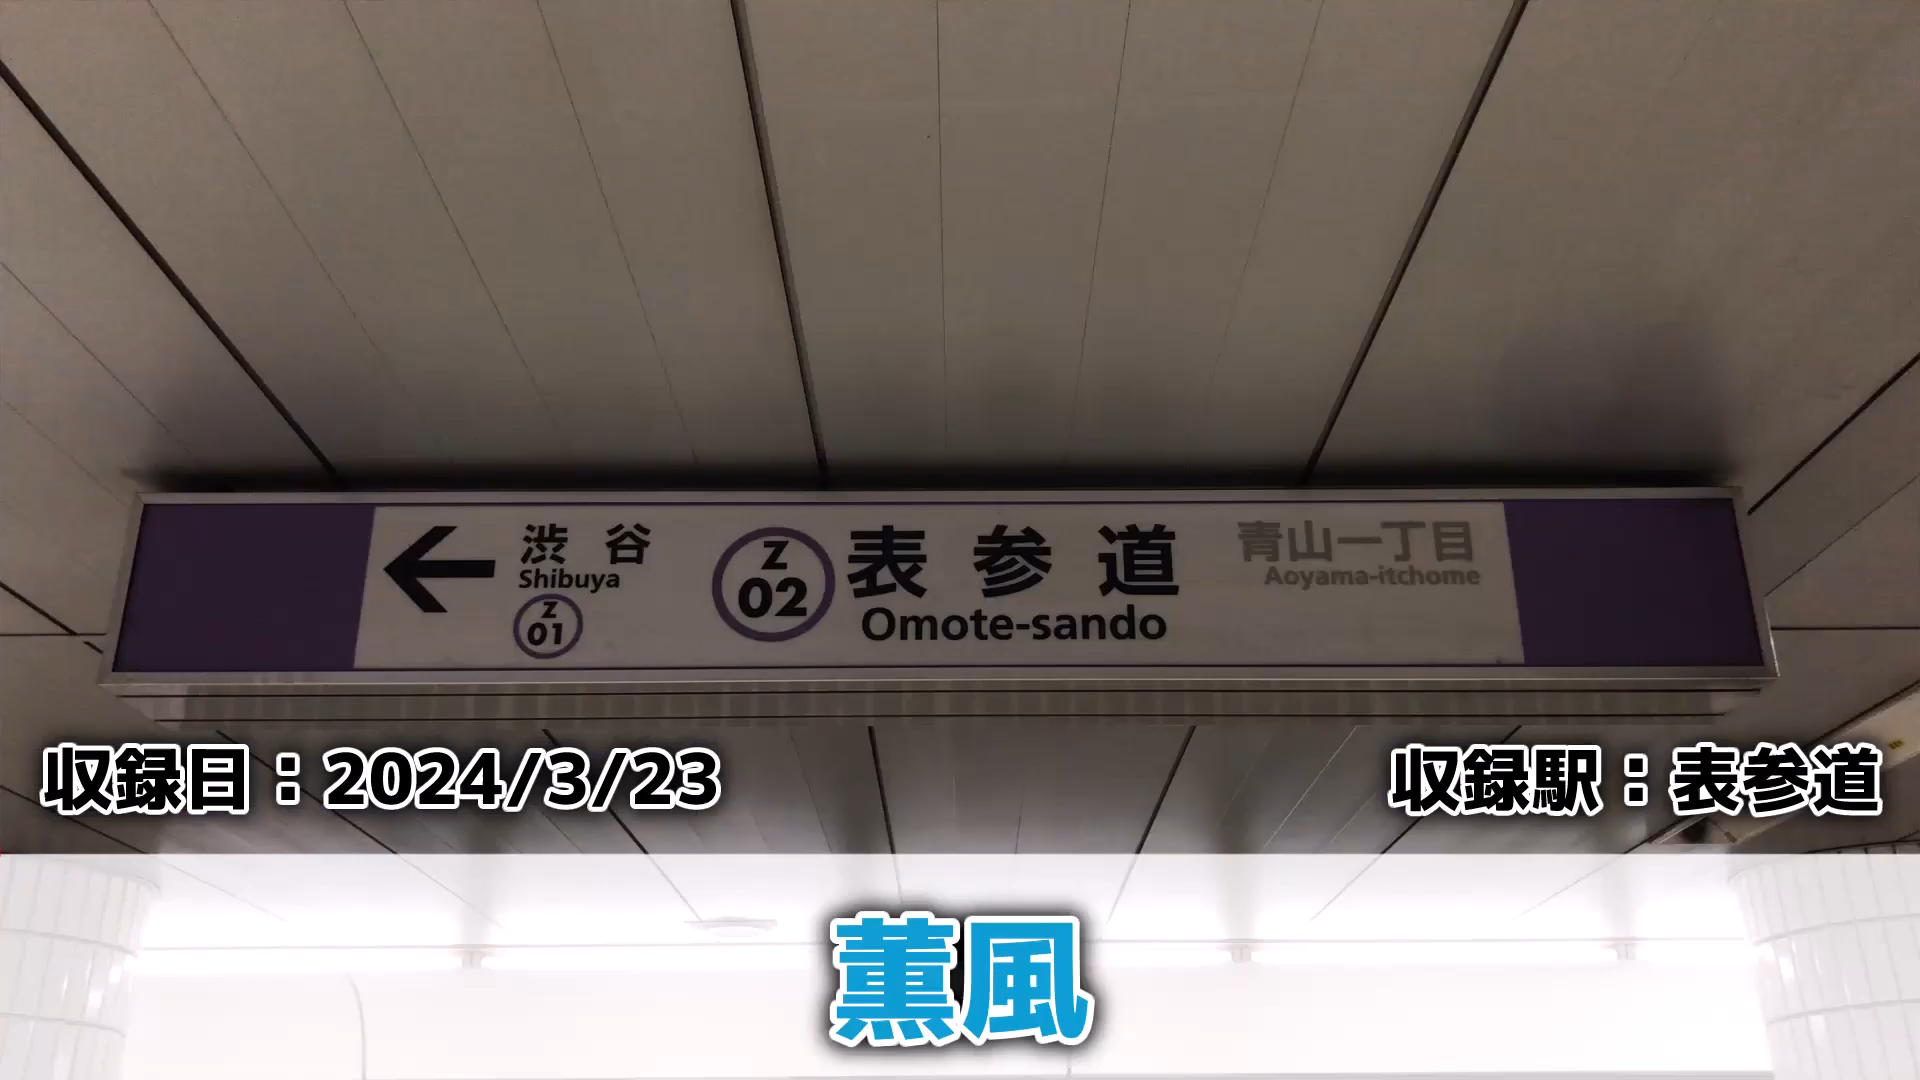 渋谷
Shibuya
Z
01
Z
02
表参道
Omote-sando
青山一丁目
Aoyama-itchome
収録日：2024/3/23
収録駅：表参道
薫風